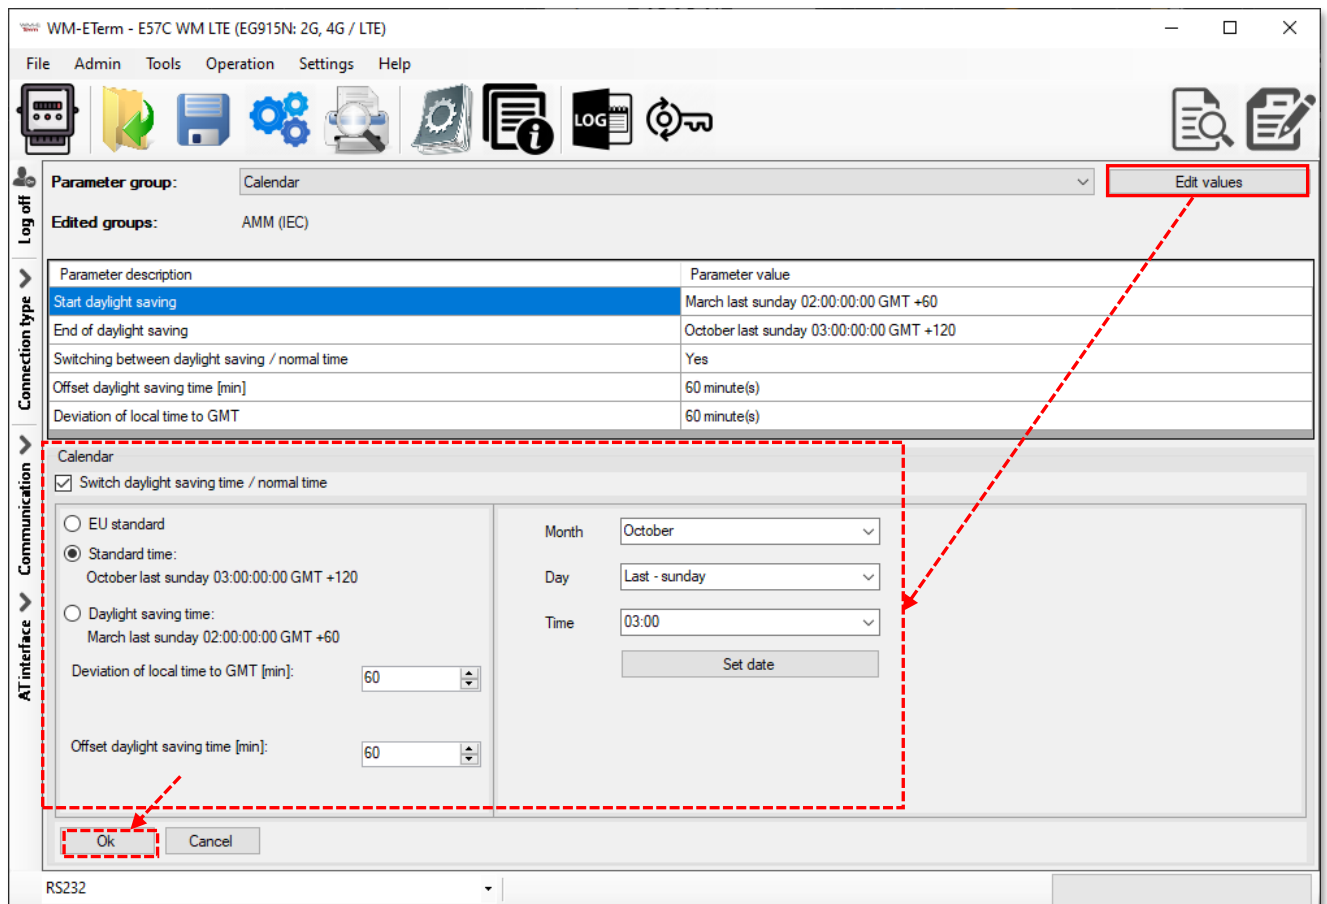 WM-ETerm - E57C WM LTE (EG915N: 2G, 4G / LTE)
File Admin Tools Operation Settings Help
LOG
Log off
Connection type
Communication
AT interface
Parameter group: Calendar Edit values
Edited groups: AMM (IEC)
Parameter description Parameter value
Start daylight saving March last sunday 02:00:00:00 GMT +60
End of daylight saving October last sunday 03:00:00:00 GMT +120
Switching between daylight saving / normal time Yes
Offset daylight saving time [min] 60 minute(s)
Deviation of local time to GMT 60 minute(s)
Calendar
Switch daylight saving time / normal time
EU standard
Standard time:
October last sunday 03:00:00:00 GMT +120
Daylight saving time:
March last sunday 02:00:00:00 GMT +60
Deviation of local time to GMT [min]: 60
Offset daylight saving time [min]: 60
Month October
Day Last - sunday
Time 03:00
Set date
Ok Cancel
RS232